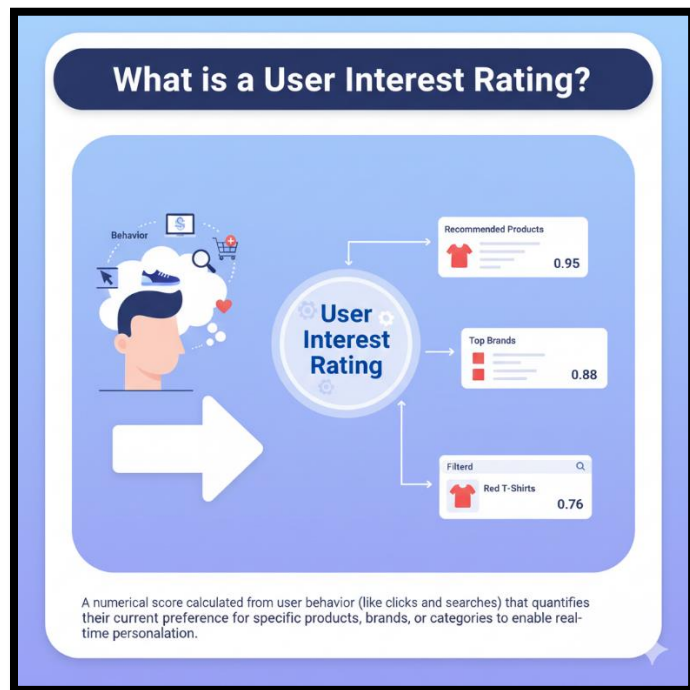 What is a User Interest Rating?
Behavior
User
Interest
Rating
Recommended Products
0.95
Top Brands
0.88
Filterd
Red T-Shirts
0.76
A numerical score calculated from user behavior (like clicks and searches) that quantifies
their current preference for specific products, brands, or categories to enable real-
time personalation.